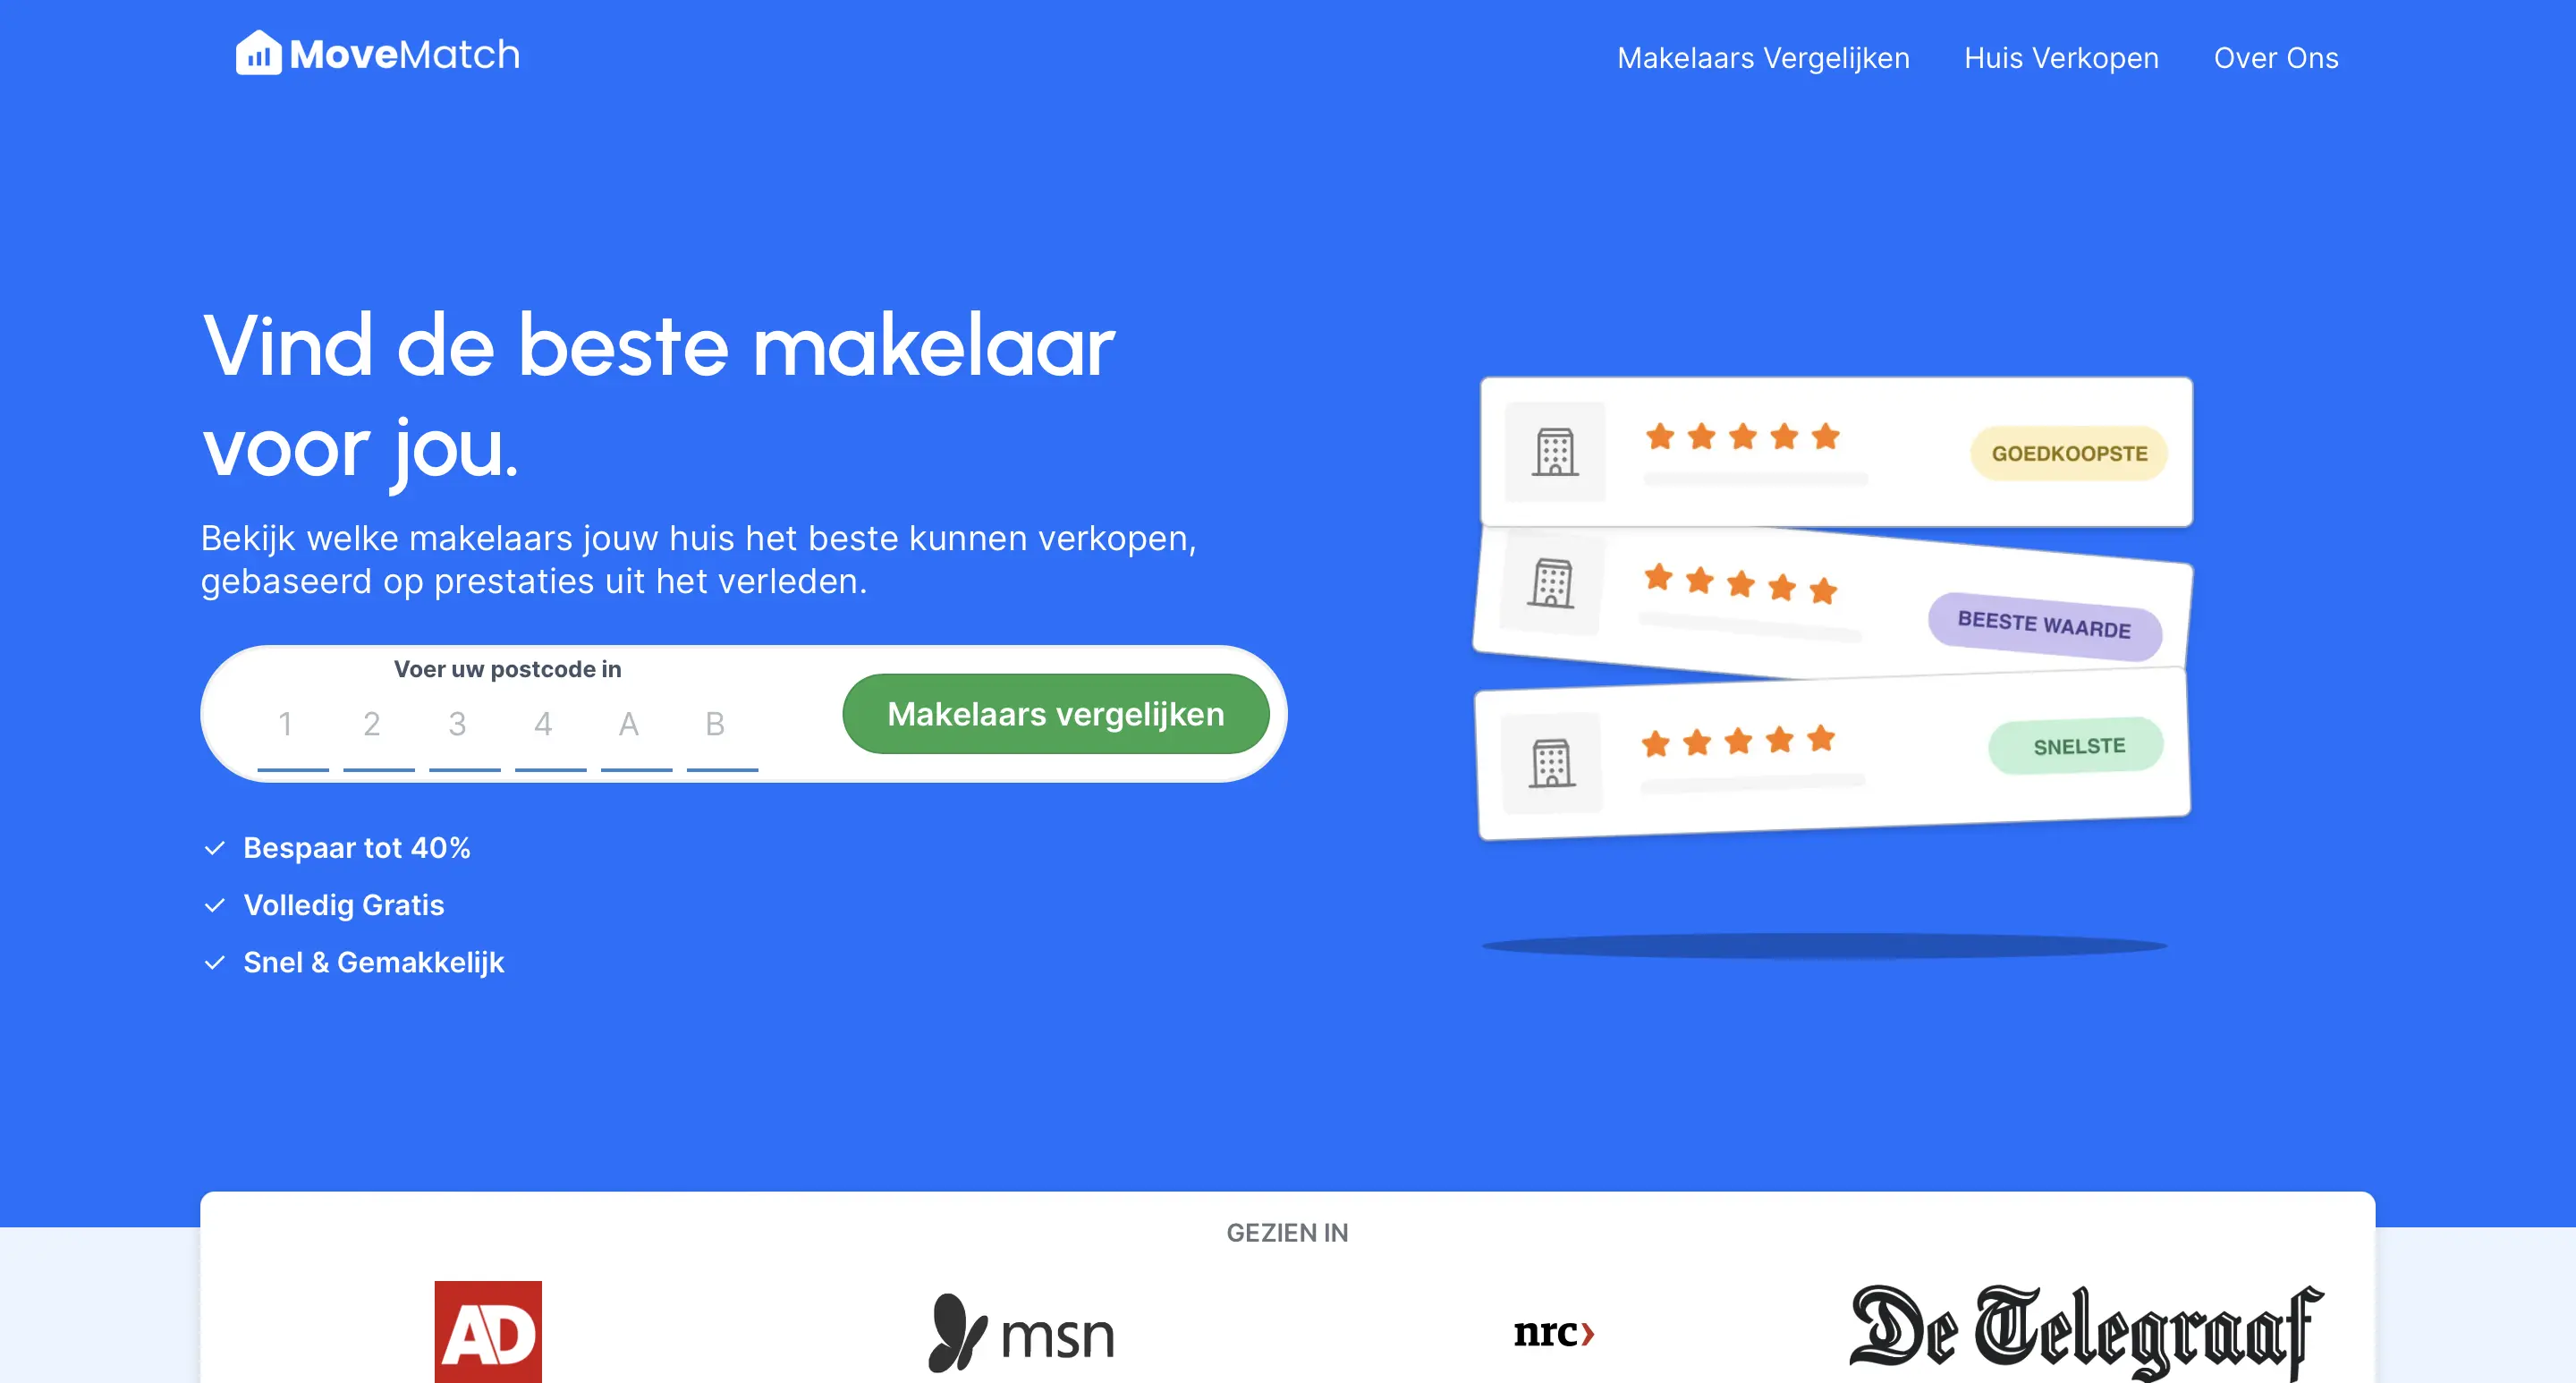 MoveMatch
Makelaars Vergelijken
Huis Verkopen
Over Ons
Vind de beste makelaar
voor jou.
Bekijk welke makelaars jouw huis het beste kunnen verkopen,
gebaseerd op prestaties uit het verleden.
Voer uw postcode in
1 2 3 4 A B
Makelaars vergelijken
Bespaar tot 40%
Volledig Gratis
Snel & Gemakkelijk
GOEDKOOPSTE
BEESTE WAARDE
SNELSTE
GEZIEN IN
AD
msn
nrc›
De Telegraaf